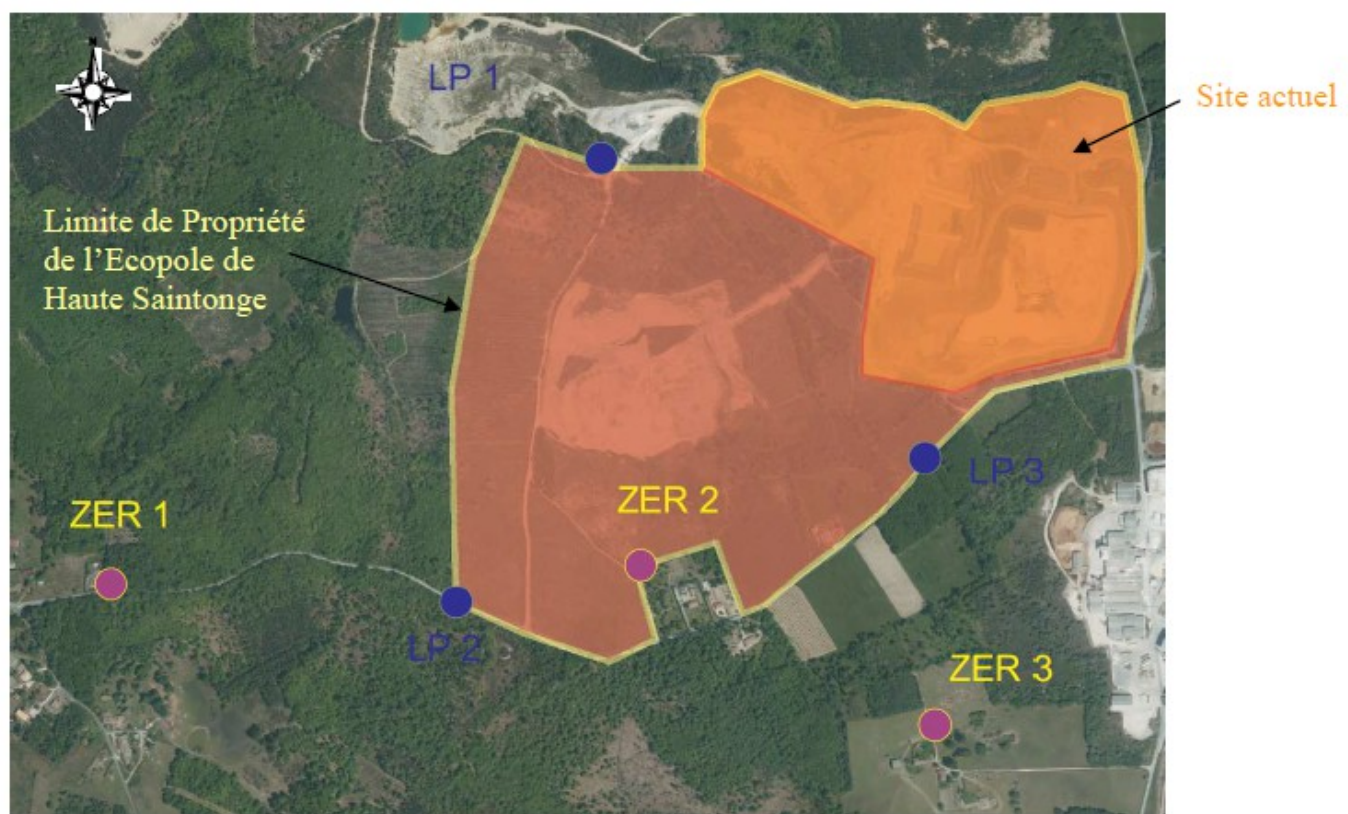 N
LP 1
Site actuel
Limite de Propriété
de l’Ecopole de
Haute Saintonge
LP 3
ZER 1
ZER 2
LP 2
ZER 3